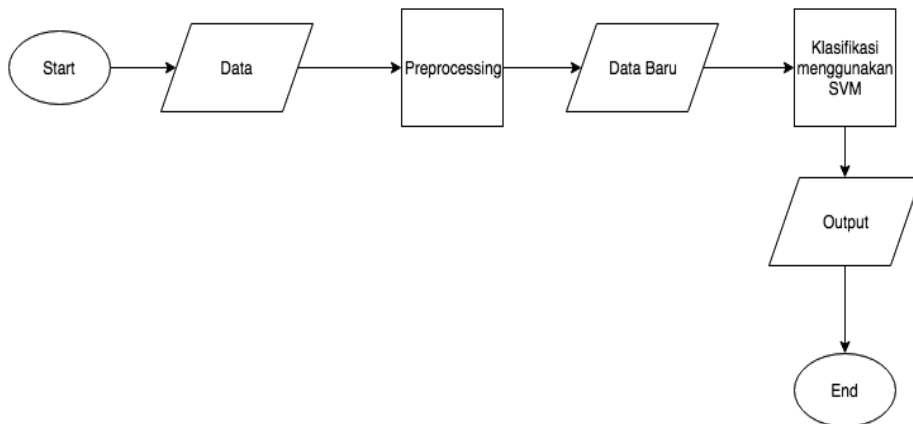 Start
Data
Preprocessing
Data Baru
Klasifikasi
menggunakan
SVM
Output
End